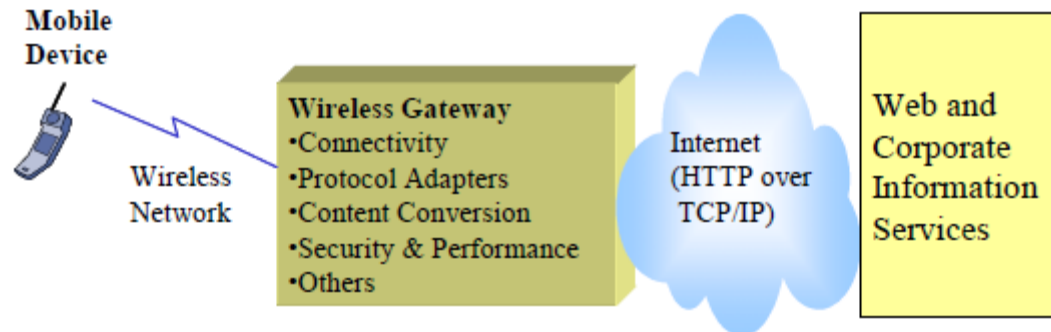 Mobile
Device
Wireless
Network
Wireless Gateway
•Connectivity
•Protocol Adapters
•Content Conversion
•Security & Performance
•Others
Internet
(HTTP over
TCP/IP)
Web and
Corporate
Information
Services